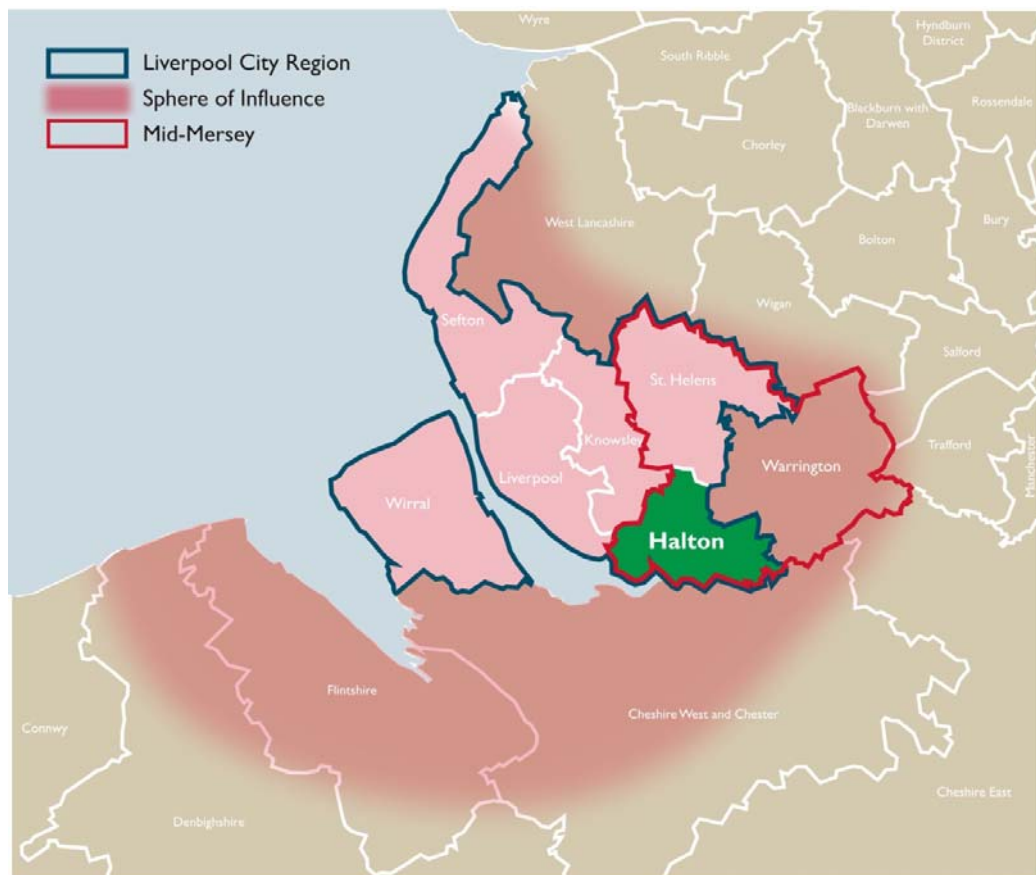 Wyre
Hyndburn
District
Liverpool City Region
South Ribble
Sphere of Influence
Blackburn with
Darwen
Rossendale
Mid-Mersey
Chorley
West Lancashire
Bury
Bolton
Wigan
Sefton
Salford
St. Helens
Knowsley
Trafford
Manchester
Warrington
Liverpool
Wirral
Halton
Flintshire
Cheshire West and Chester
Connwy
Cheshire East
Denbighshire